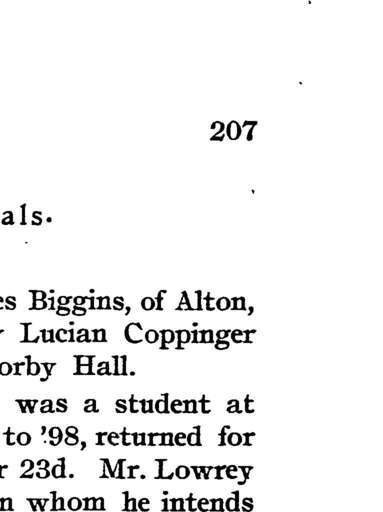 207
als.
es Biggins, of Alton,
Lucian Coppinger
orby Hall.
was a student at
to '98, returned for
r 23d. Mr. Lowrey
n whom he intends